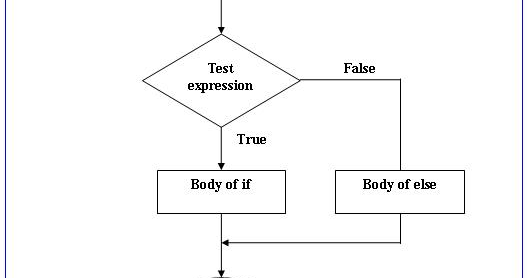 Test
expression
False
True
Body of if
Body of else